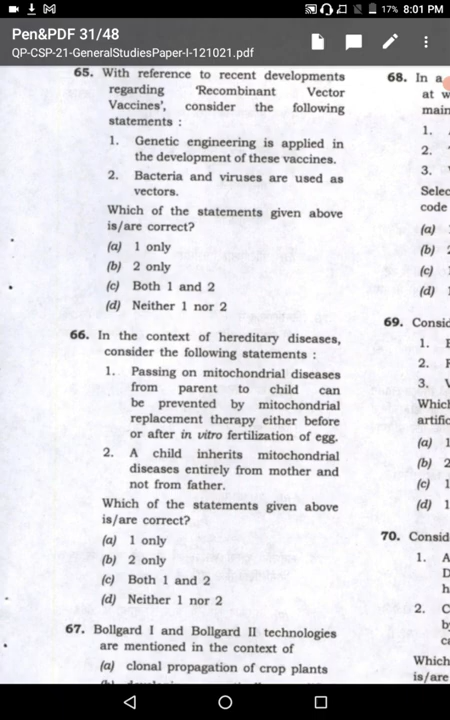 17% 8:01 PM
Pen&PDF 31/48
QP-CSP-21-GeneralStudiesPaper-I-121021.pdf
65. With reference to recent developments
regarding 'Recombinant Vector
Vaccines', consider the following
statements :
1. Genetic engineering is applied in
the development of these vaccines.
2. Bacteria and viruses are used as
vectors.
Which of the statements given above
is/are correct?
(a) 1 only
(b) 2 only
(c) Both 1 and 2
(d) Neither 1 nor 2
66. In the context of hereditary diseases,
consider the following statements :
1. Passing on mitochondrial diseases
from parent to child can
be prevented by mitochondrial
replacement therapy either before
or after in vitro fertilization of egg.
2. A child inherits mitochondrial
diseases entirely from mother and
not from father.
Which of the statements given above
is/are correct?
(a) 1 only
(b) 2 only
(c) Both 1 and 2
(d) Neither 1 nor 2
67. Bollgard I and Bollgard II technologies
are mentioned in the context of
(a) clonal propagation of crop plants
68. In a
at
main
1.
2.
3.
Selec
code
(a)
(b)
(c)
(d)
69. Consid
1.
2.
3.
Which
artific
(a) 1
(b) 2
(c) 1
(d) 1
70. Consid
1. A
D
h
2. C
b
ca
Which
is/are